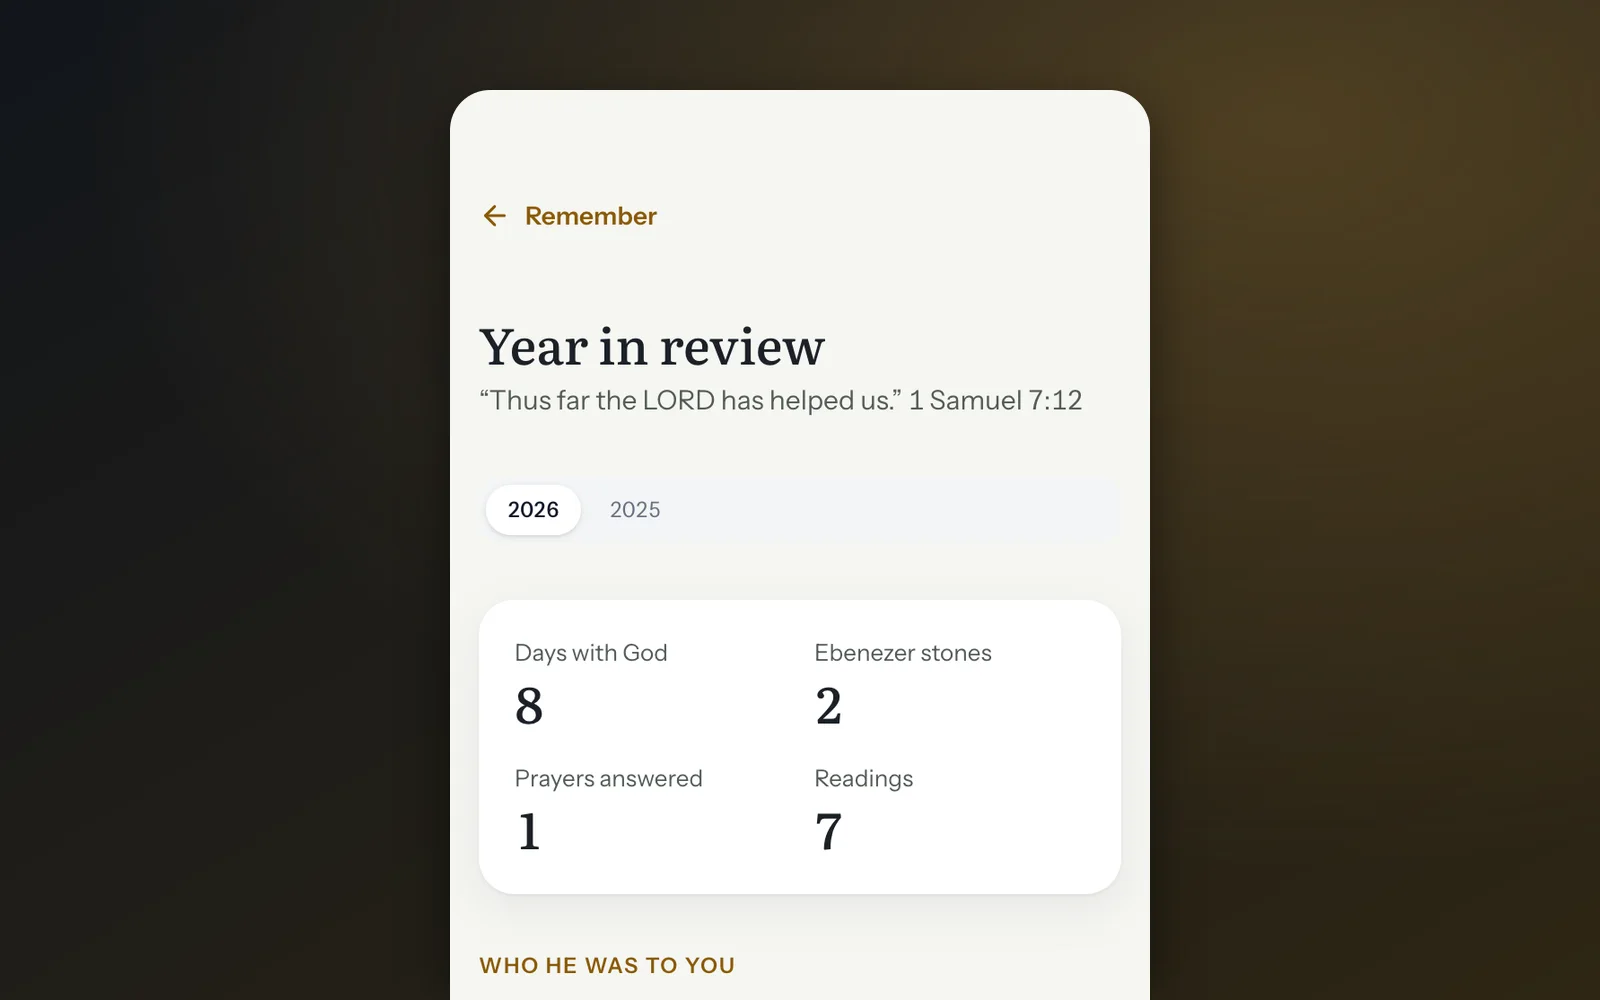 Remember
Year in review
“Thus far the LORD has helped us.” 1 Samuel 7:12
2026 2025
Days with God Ebenezer stones
8 2
Prayers answered Readings
1 7
WHO HE WAS TO YOU